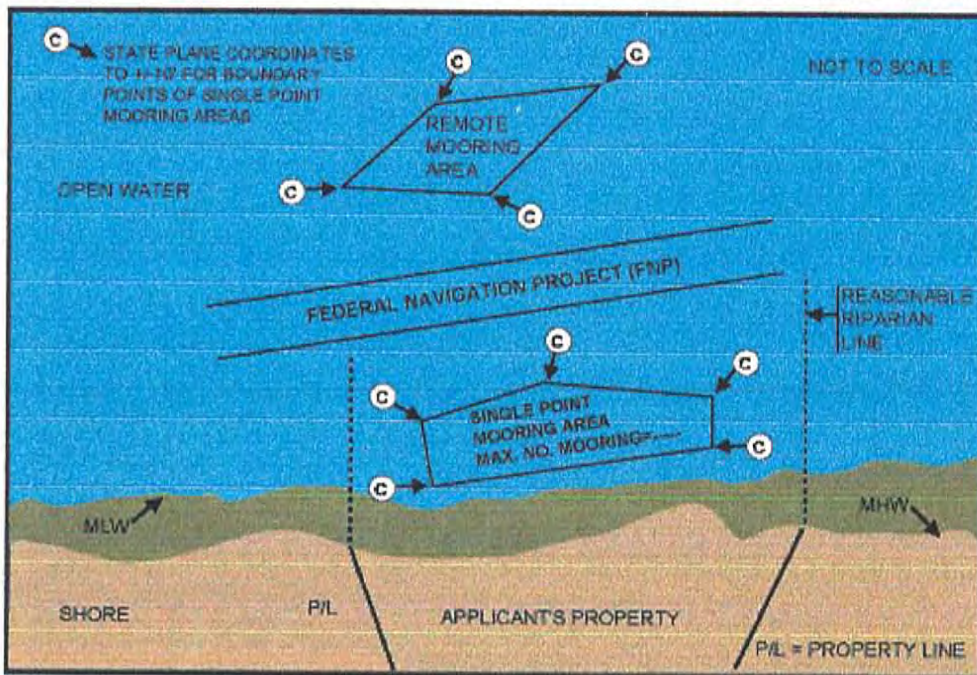 C STATE PLANE COORDINATES
TO +/-10' FOR BOUNDARY
POINTS OF SINGLE POINT
MOORING AREAS
C
C
NOT TO SCALE
REMOTE
MOORING
AREA
OPEN WATER
C
C
FEDERAL NAVIGATION PROJECT (FNP)
REASONABLE
RIPARIAN
LINE
C
C
C
SINGLE POINT
MOORING AREA
MAX. NO. MOORING=
C
C
MLW
MHW
SHORE
P/L
APPLICANT'S PROPERTY
P/L = PROPERTY LINE